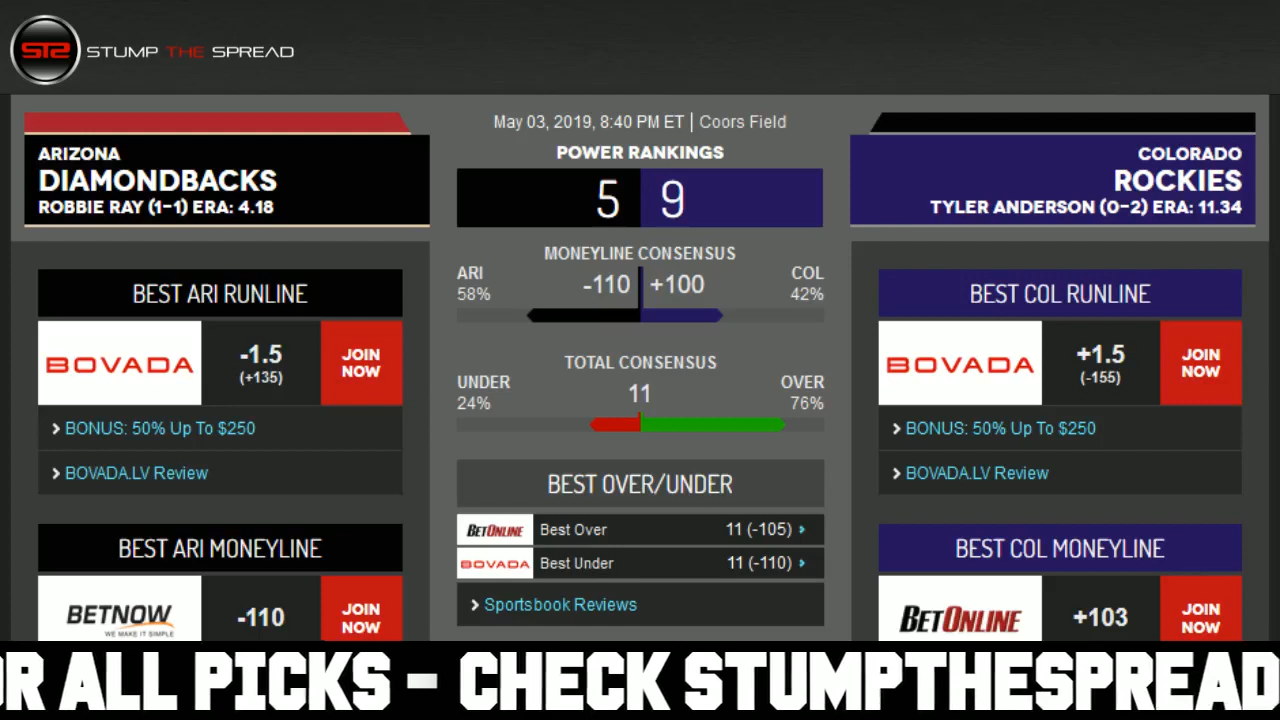 STS STUMP THE SPREAD
May 03, 2019, 8:40 PM ET | Coors Field
ARIZONA
DIAMONDBACKS
ROBBIE RAY (1-1) ERA: 4.18
POWER RANKINGS
5 9
COLORADO
ROCKIES
TYLER ANDERSON (0-2) ERA: 11.34
MONEYLINE CONSENSUS
ARI -110 +100 COL
58% 42%
TOTAL CONSENSUS
UNDER 11 OVER
24% 76%
BEST ARI RUNLINE
BOVADA -1.5 (+135) JOIN NOW
> BONUS: 50% Up To $250
> BOVADA.LV Review
BEST ARI MONEYLINE
BETNOW WE MAKE IT SIMPLE -110 JOIN NOW
BEST OVER/UNDER
BETONLINE Best Over 11 (-105) >
BOVADA Best Under 11 (-110) >
> Sportsbook Reviews
BEST COL RUNLINE
BOVADA +1.5 (-155) JOIN NOW
> BONUS: 50% Up To $250
> BOVADA.LV Review
BEST COL MONEYLINE
BETONLINE +103 JOIN NOW
OR ALL PICKS - CHECK STUMPTHESPREAD